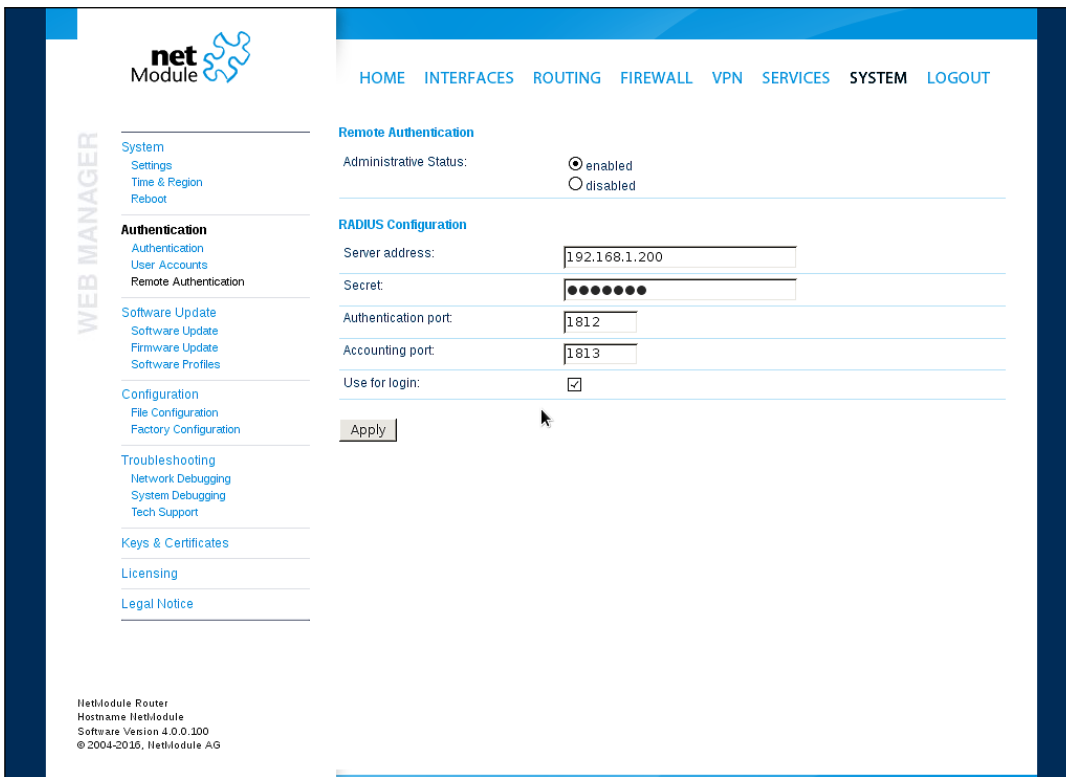 net
Module
HOME INTERFACES ROUTING FIREWALL VPN SERVICES SYSTEM LOGOUT
WEB MANAGER
System
Settings
Time & Region
Reboot
Authentication
Authentication
User Accounts
Remote Authentication
Software Update
Software Update
Firmware Update
Software Profiles
Configuration
File Configuration
Factory Configuration
Troubleshooting
Network Debugging
System Debugging
Tech Support
Keys & Certificates
Licensing
Legal Notice
Remote Authentication
Administrative Status:
enabled
disabled
RADIUS Configuration
Server address: 192.168.1.200
Secret: ●●●●●●●
Authentication port: 1812
Accounting port: 1813
Use for login:
Apply
NetModule Router
Hostname NetModule
Software Version 4.0.0.100
© 2004-2016, NetModule AG